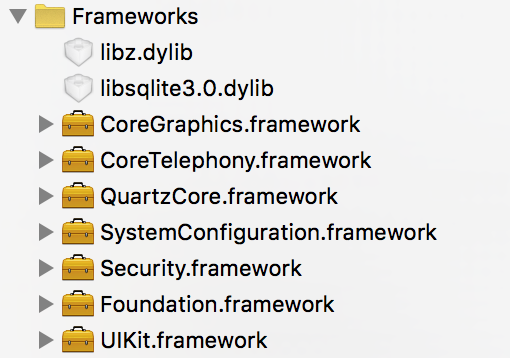 Frameworks
libz.dylib
libsqlite3.0.dylib
CoreGraphics.framework
CoreTelephony.framework
QuartzCore.framework
SystemConfiguration.framework
Security.framework
Foundation.framework
UIKit.framework